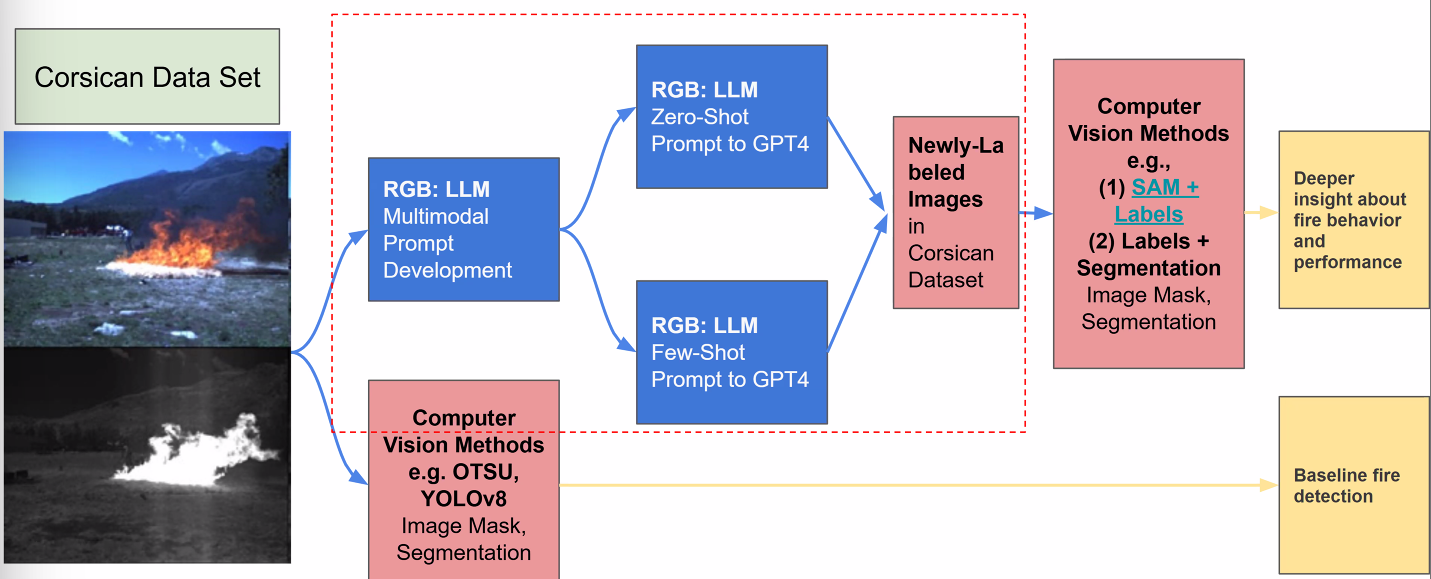 Corsican Data Set
RGB: LLM
Multimodal
Prompt
Development
RGB: LLM
Zero-Shot
Prompt to GPT4
RGB: LLM
Few-Shot
Prompt to GPT4
Newly-La
beled
Images
in
Corsican
Dataset
Computer
Vision Methods
e.g.,
(1) SAM +
Labels
(2) Labels +
Segmentation
Image Mask,
Segmentation
Deeper
insight about
fire behavior
and
performance
Computer
Vision Methods
e.g. OTSU,
YOLOv8
Image Mask,
Segmentation
Baseline fire
detection